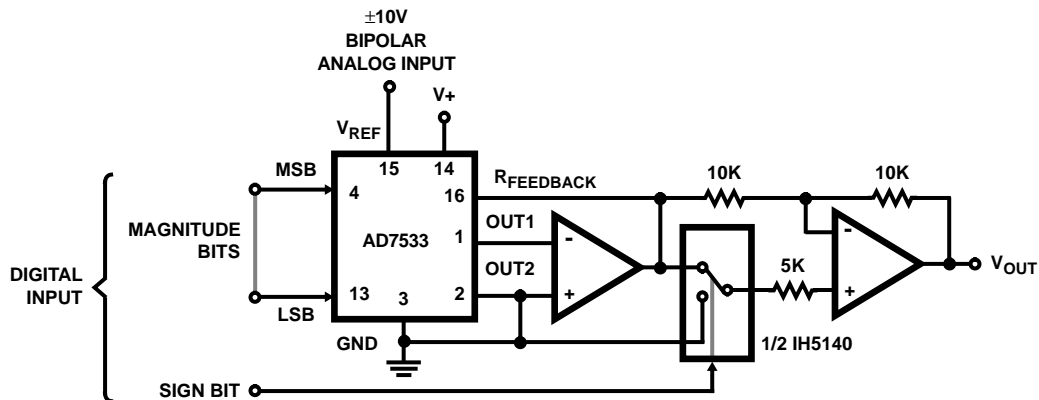 ±10V
BIPOLAR
ANALOG INPUT
V+
VREF
15
14
MSB
4
16
RFEEDBACK
10K
10K
MAGNITUDE
BITS
AD7533
1
OUT1
-
-
DIGITAL
INPUT
OUT2
5K
VOUT
LSB
13
3
2
+
+
GND
1/2 IH5140
SIGN BIT